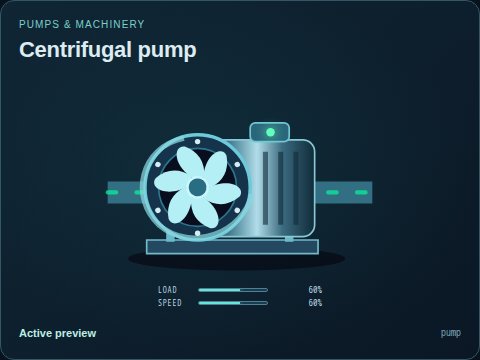 PUMPS & MACHINERY
Centrifugal pump
LOAD 60%
SPEED 60%
Active preview pump